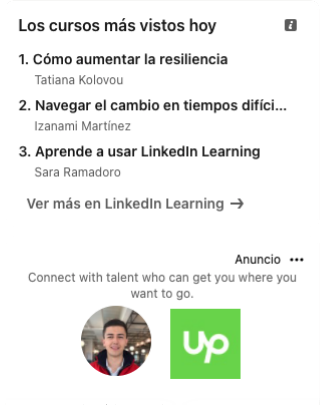 Los cursos más vistos hoy
1. Cómo aumentar la resiliencia
Tatiana Kolovou
2. Navegar el cambio en tiempos difíci...
Izanami Martínez
3. Aprende a usar LinkedIn Learning
Sara Ramadoro
Ver más en LinkedIn Learning →
Anuncio •••
Connect with talent who can get you where you
want to go.
up